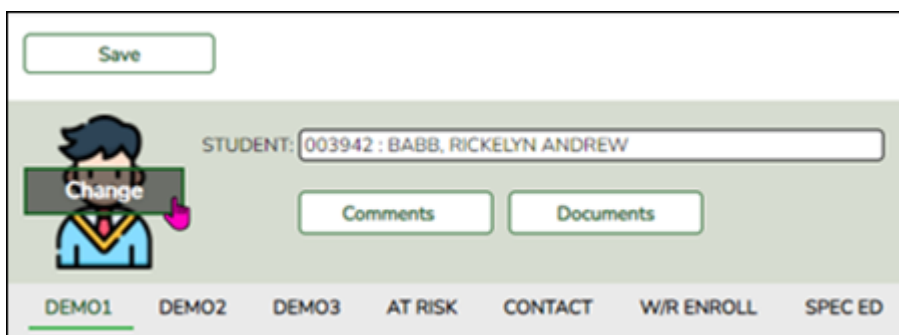 Save
STUDENT: 003942 : BABB, RICKELYN ANDREW
Change
Comments Documents
DEMO1 DEMO2 DEMO3 AT RISK CONTACT W/R ENROLL SPEC ED